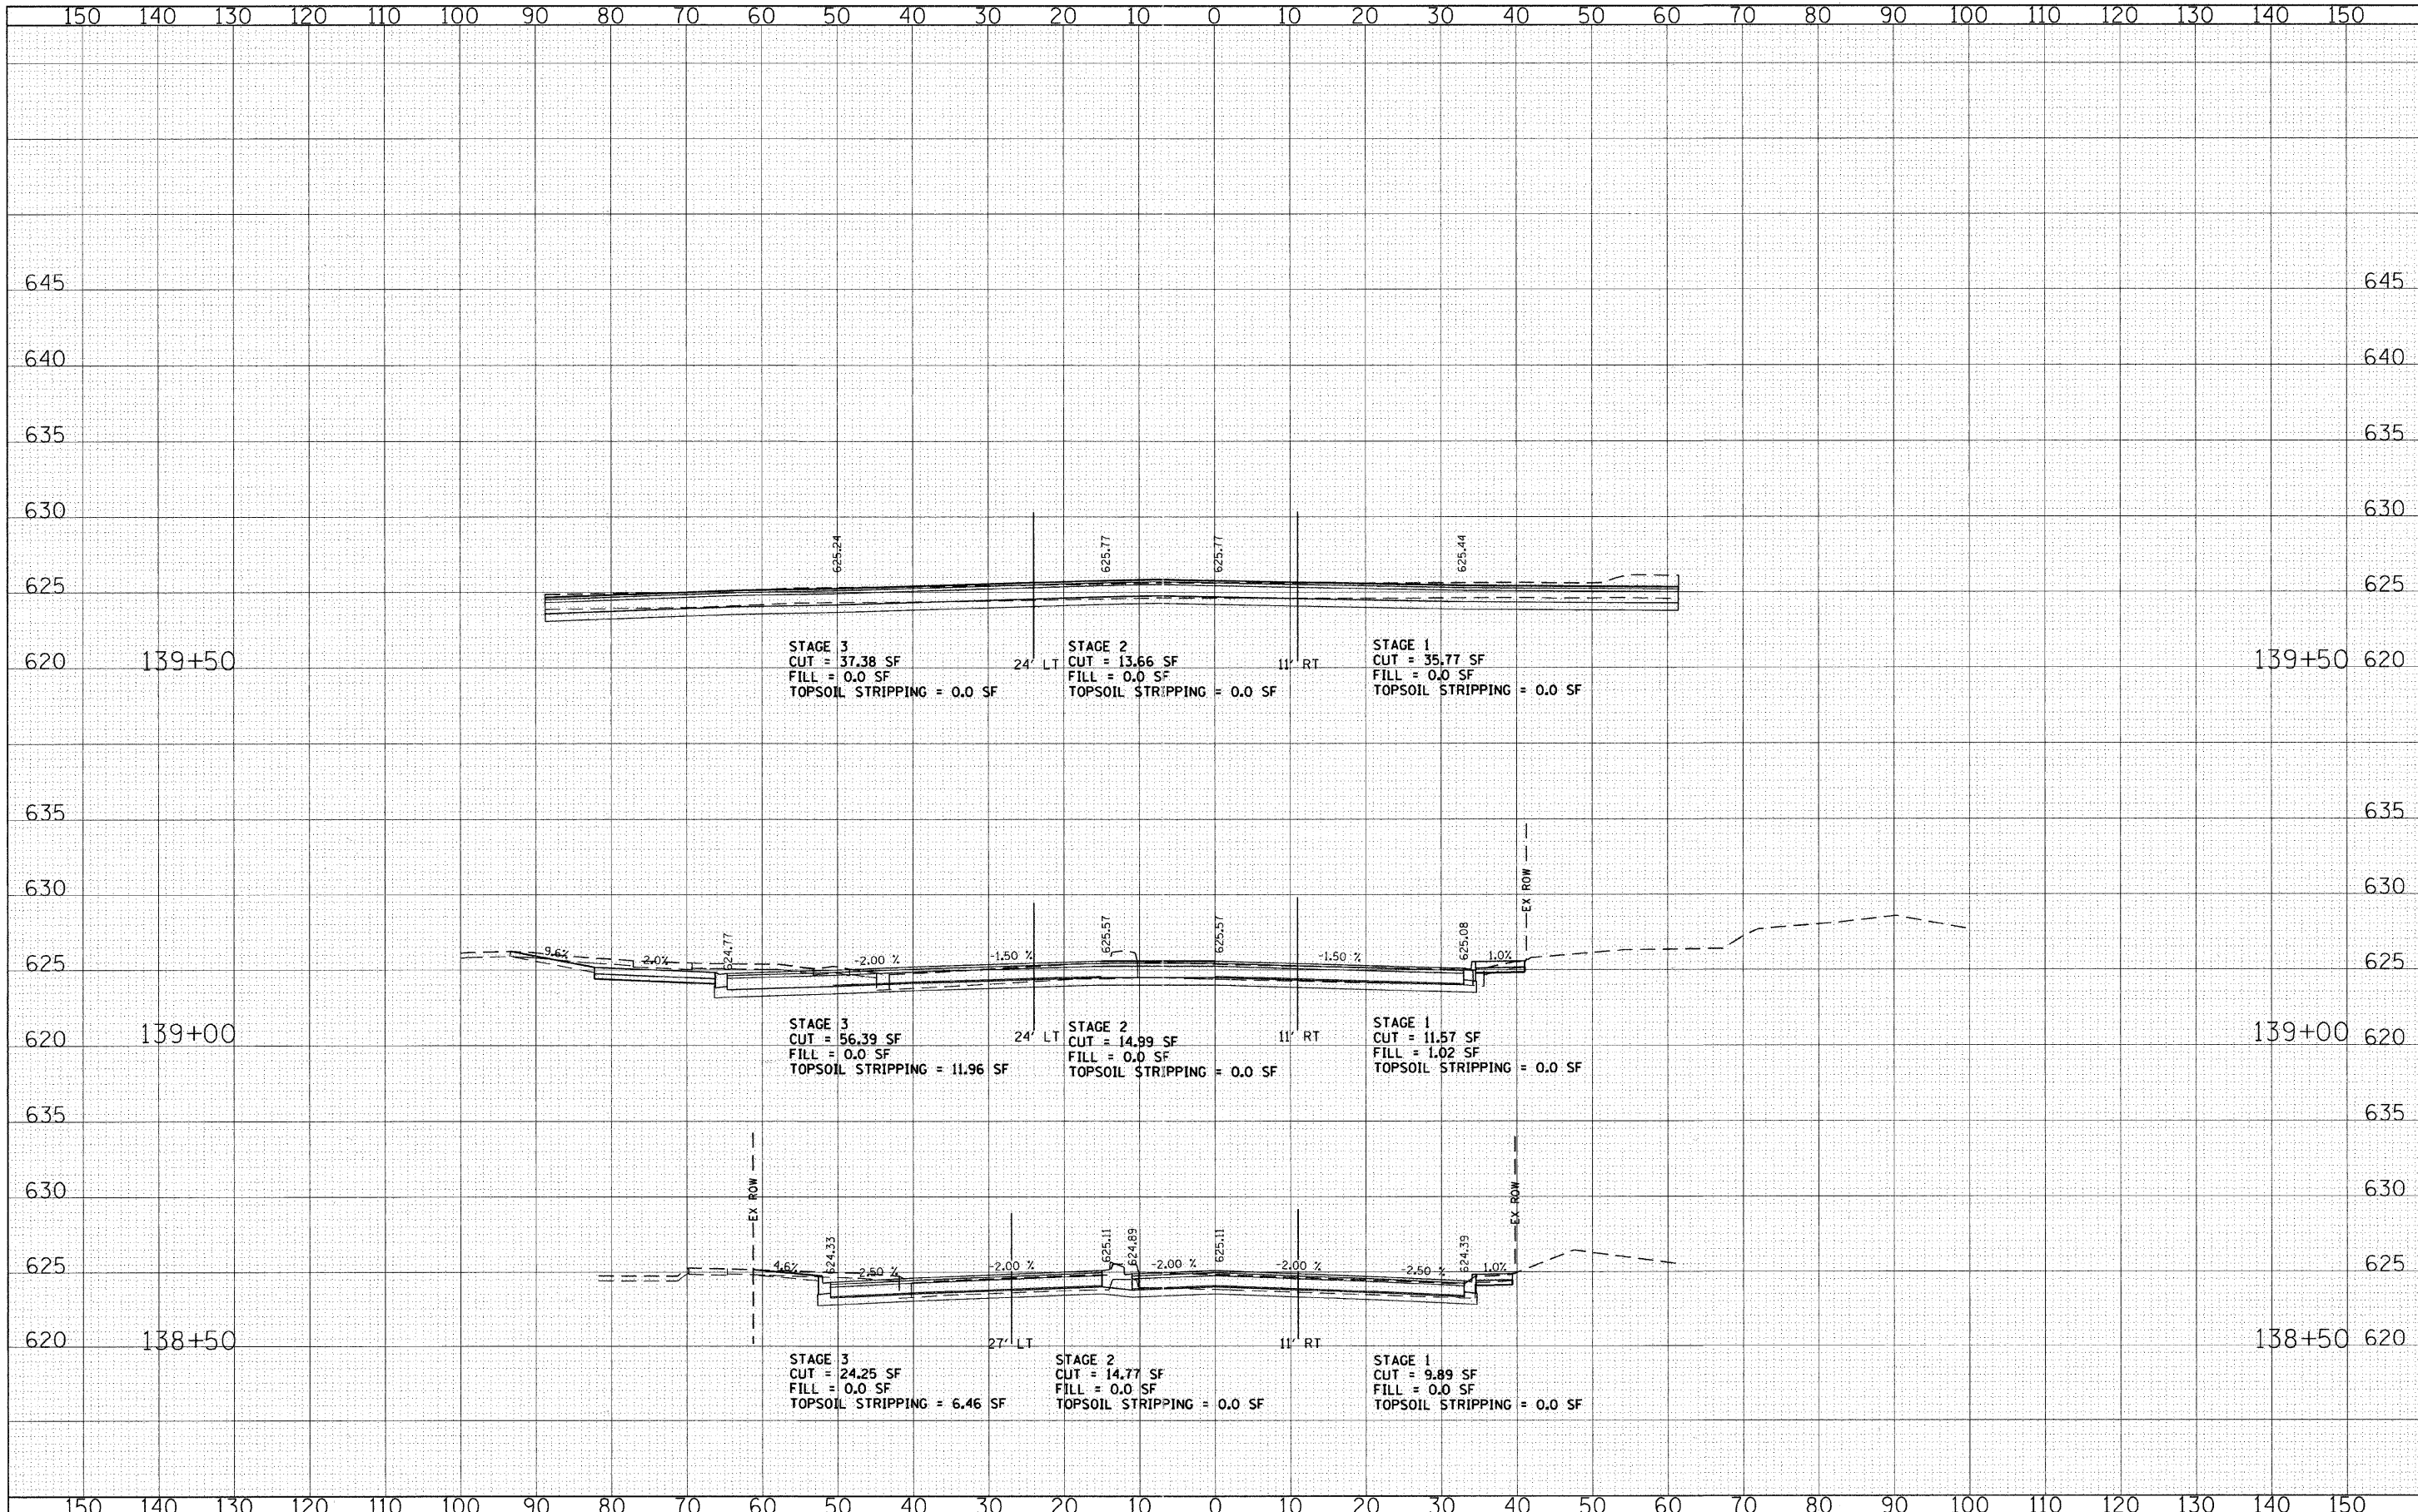 150 140 130 120 110 100 90 80 70 60 50 40 30 20 10 0 10 20 30 40 50 60 70 80 90 100 110 120 130 140 150
645 645
640 640
635 635
630 630
625.24 625.77 625.77 625.44
625 625
620 139+50 24' LT 11' RT 139+50 620
STAGE 3
CUT = 37.38 SF
FILL = 0.0 SF
TOPSOIL STRIPPING = 0.0 SF
STAGE 2
CUT = 13.66 SF
FILL = 0.0 SF
TOPSOIL STRIPPING = 0.0 SF
STAGE 1
CUT = 35.77 SF
FILL = 0.0 SF
TOPSOIL STRIPPING = 0.0 SF
635 635
630 630
EX ROW
624.77 625.57 625.57 625.08
9.6% 2.0% -2.00 % -1.50 % -1.50 % 1.0%
625 625
620 139+00 24' LT 11' RT 139+00 620
STAGE 3
CUT = 56.39 SF
FILL = 0.0 SF
TOPSOIL STRIPPING = 11.96 SF
STAGE 2
CUT = 14.99 SF
FILL = 0.0 SF
TOPSOIL STRIPPING = 0.0 SF
STAGE 1
CUT = 11.57 SF
FILL = 1.02 SF
TOPSOIL STRIPPING = 0.0 SF
635 635
630 630
EX ROW EX ROW
624.33 625.11 624.89 625.11 624.39
4.6% -2.50 % -2.00 % -2.00 % -2.00 % -2.50 % 1.0%
625 625
620 138+50 27' LT 11' RT 138+50 620
STAGE 3
CUT = 24.25 SF
FILL = 0.0 SF
TOPSOIL STRIPPING = 6.46 SF
STAGE 2
CUT = 14.77 SF
FILL = 0.0 SF
TOPSOIL STRIPPING = 0.0 SF
STAGE 1
CUT = 9.89 SF
FILL = 0.0 SF
TOPSOIL STRIPPING = 0.0 SF
150 140 130 120 110 100 90 80 70 60 50 40 30 20 10 0 10 20 30 40 50 60 70 80 90 100 110 120 130 140 150